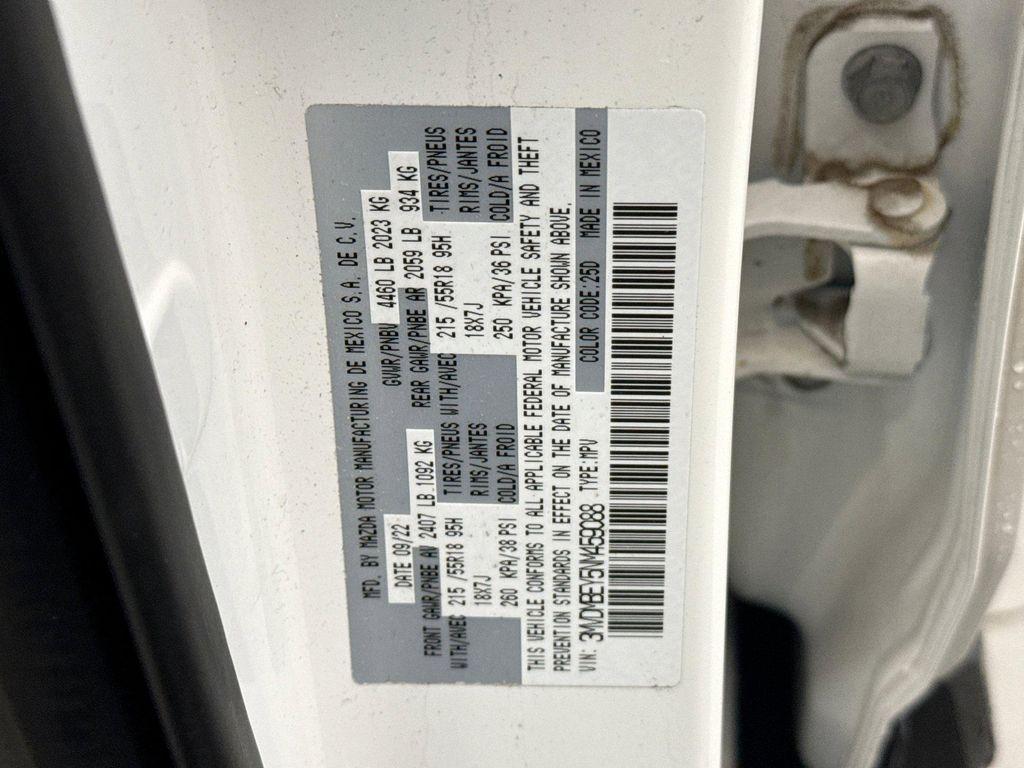 MFD. BY MAZDA MOTOR MANUFACTURING DE MEXICO S.A. DE C.V.
DATE 09/22 GVWR/PNBV 4460 LB 2023 KG
FRONT GAWR/PNBE AV 2407 LB 1092 KG REAR GAWR/PNBE AR 2059 LB 934 KG
WITH/AVEC 215 /55R18 95H TIRES/PNEUS WITH/AVEC 215 /55R18 95H TIRES/PNEUS
18X7J RIMS/JANTES 18X7J RIMS/JANTES
260 KPA/38 PSI COLD/A FROID 250 KPA/36 PSI COLD/A FROID
THIS VEHICLE CONFORMS TO ALL APPLICABLE FEDERAL MOTOR VEHICLE SAFETY AND THEFT
PREVENTION STANDARDS IN EFFECT ON THE DATE OF MANUFACTURE SHOWN ABOVE.
VIN: 3MVDMBEY5NM459088 TYPE:MPV COLOR CODE:25D MADE IN MEXICO